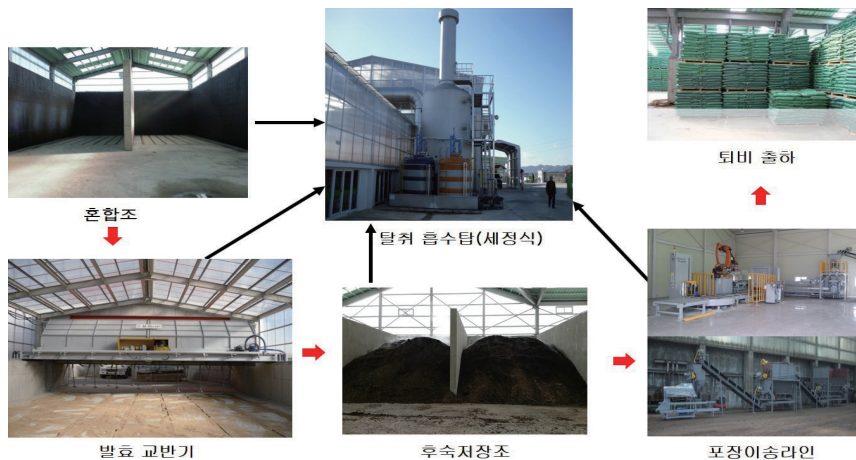 혼합조
탈취 흡수탑(세정식)
퇴비 출하
발효 교반기
후숙저장조
포장이송라인